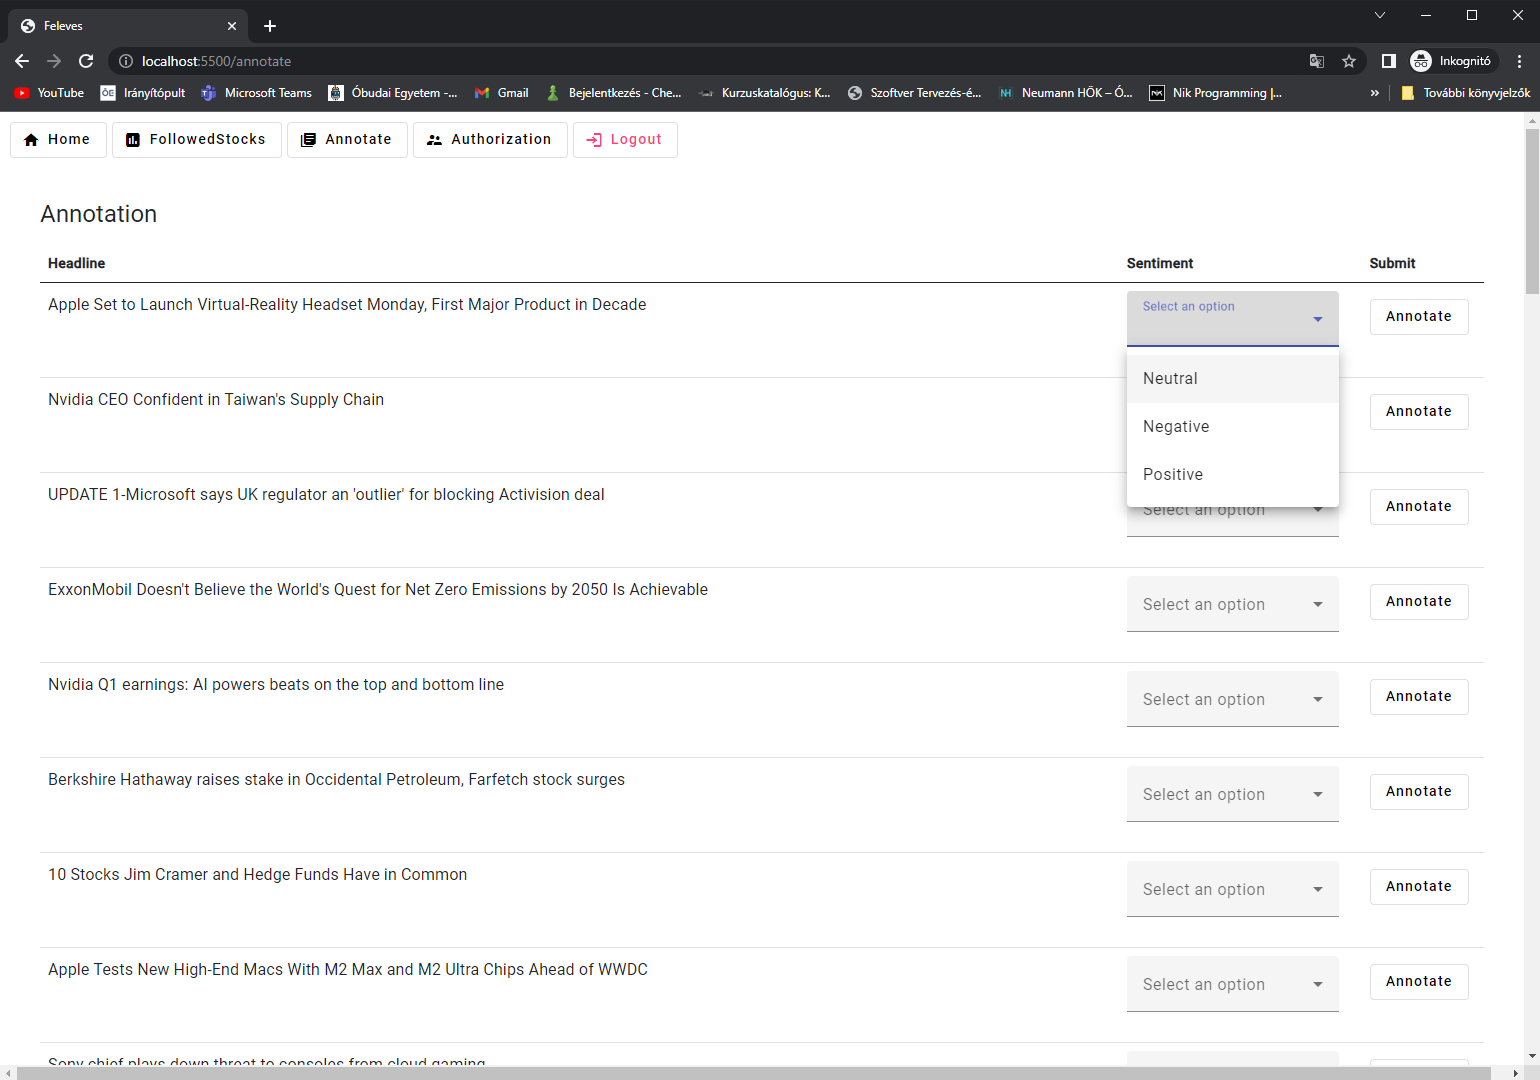 Feleves
localhost:5500/annotate
Inkognitó
YouTube
Irányítópult
Microsoft Teams
Óbudai Egyetem -...
Gmail
Bejelentkezés - Che...
Kurzuskatalógus: K...
Szoftver Tervezés-é...
NH Neumann HÖK – Ó...
Nik Programming |...
»
További könyvjelzők
Home
FollowedStocks
Annotate
Authorization
Logout
Annotation
Headline Sentiment Submit
Apple Set to Launch Virtual-Reality Headset Monday, First Major Product in Decade
Select an option
Annotate
Neutral
Negative
Positive
Nvidia CEO Confident in Taiwan's Supply Chain
Annotate
UPDATE 1-Microsoft says UK regulator an 'outlier' for blocking Activision deal
Select an option
Annotate
ExxonMobil Doesn't Believe the World's Quest for Net Zero Emissions by 2050 Is Achievable
Select an option
Annotate
Nvidia Q1 earnings: AI powers beats on the top and bottom line
Select an option
Annotate
Berkshire Hathaway raises stake in Occidental Petroleum, Farfetch stock surges
Select an option
Annotate
10 Stocks Jim Cramer and Hedge Funds Have in Common
Select an option
Annotate
Apple Tests New High-End Macs With M2 Max and M2 Ultra Chips Ahead of WWDC
Select an option
Annotate
Sony chief plays down threat to consoles from cloud gaming